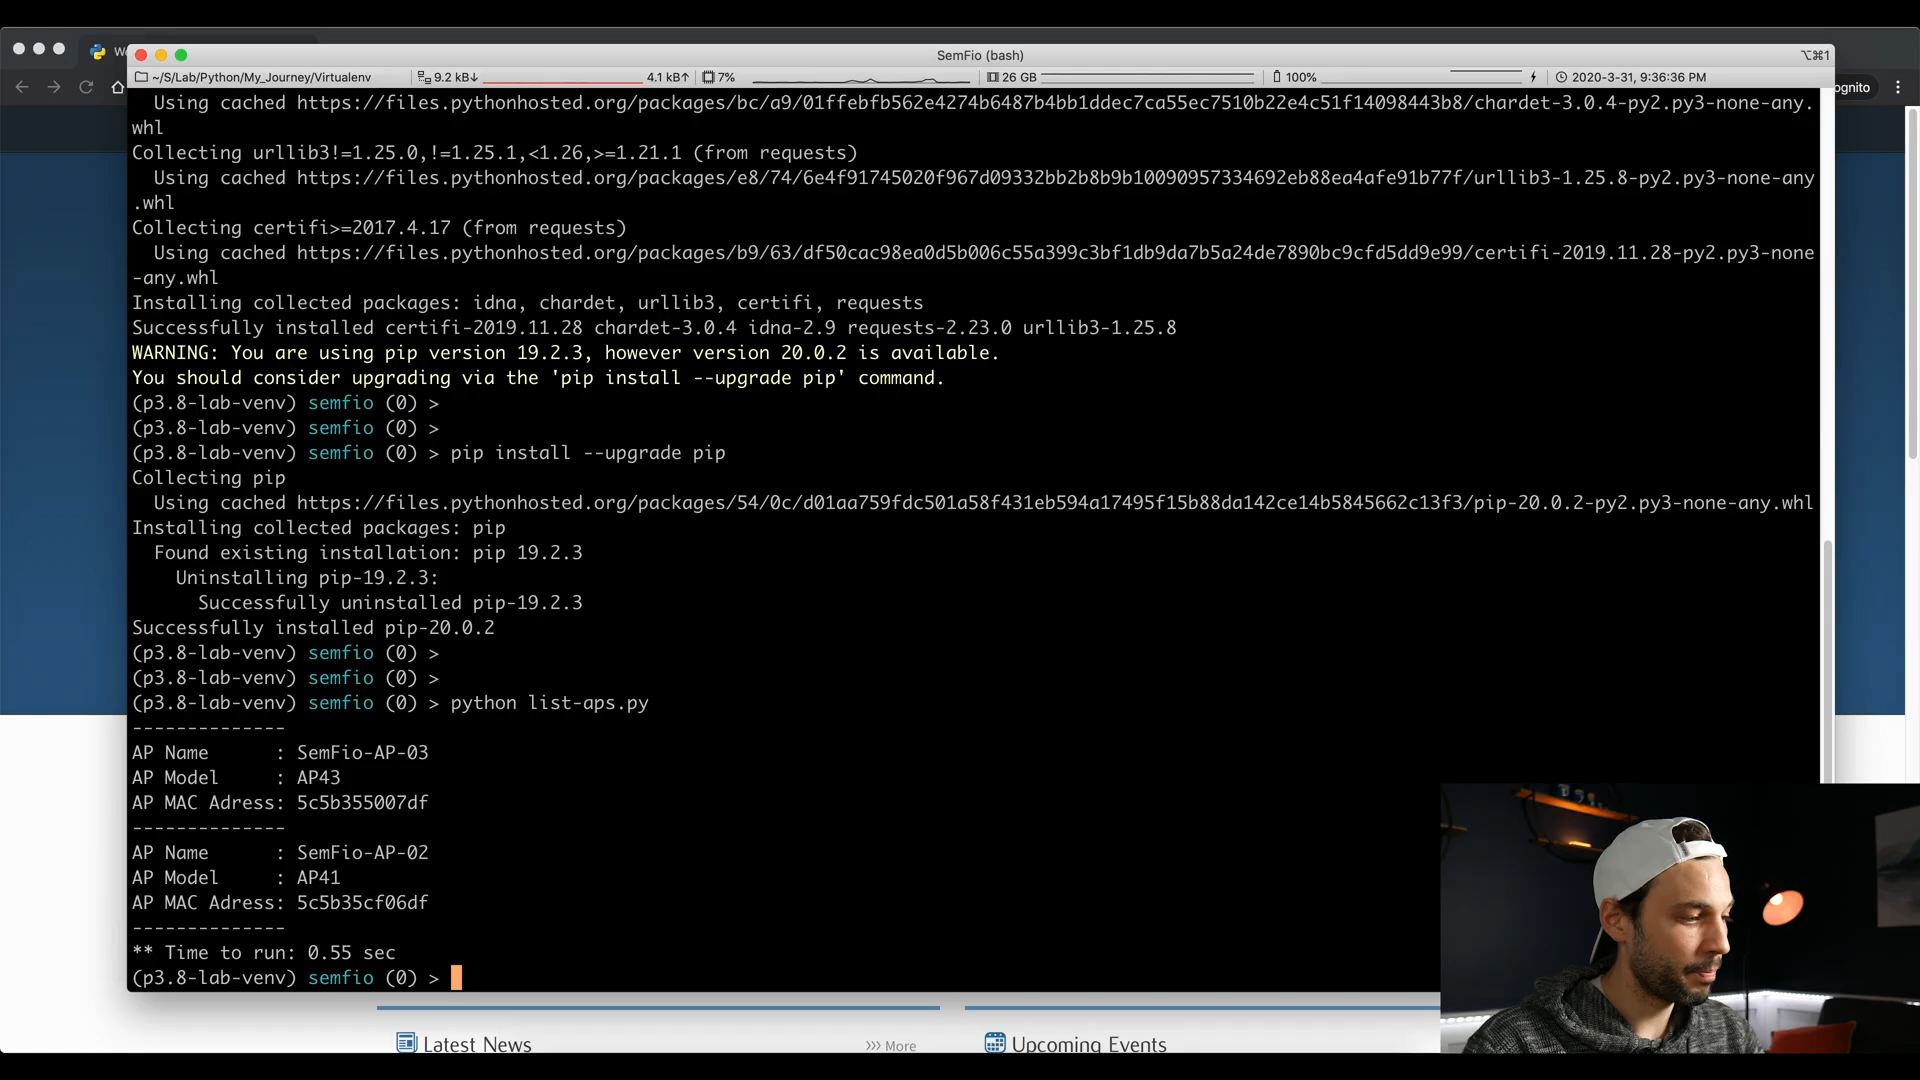 W
SemFio (bash)
⌥⌘1
~/S/Lab/Python/My_Journey/Virtualenv
9.2 kB↓
4.1 kB↑
7%
26 GB
100%
2020-3-31, 9:36:36 PM
ognito
Using cached https://files.pythonhosted.org/packages/bc/a9/01ffebfb562e4274b6487b4bb1ddec7ca55ec7510b22e4c51f14098443b8/chardet-3.0.4-py2.py3-none-any.
whl
Collecting urllib3!=1.25.0,!=1.25.1,<1.26,>=1.21.1 (from requests)
Using cached https://files.pythonhosted.org/packages/e8/74/6e4f91745020f967d09332bb2b8b9b10090957334692eb88ea4afe91b77f/urllib3-1.25.8-py2.py3-none-any
.whl
Collecting certifi>=2017.4.17 (from requests)
Using cached https://files.pythonhosted.org/packages/b9/63/df50cac98ea0d5b006c55a399c3bf1db9da7b5a24de7890bc9cfd5dd9e99/certifi-2019.11.28-py2.py3-none
-any.whl
Installing collected packages: idna, chardet, urllib3, certifi, requests
Successfully installed certifi-2019.11.28 chardet-3.0.4 idna-2.9 requests-2.23.0 urllib3-1.25.8
WARNING: You are using pip version 19.2.3, however version 20.0.2 is available.
You should consider upgrading via the 'pip install --upgrade pip' command.
(p3.8-lab-venv) semfio (0) >
(p3.8-lab-venv) semfio (0) >
(p3.8-lab-venv) semfio (0) > pip install --upgrade pip
Collecting pip
Using cached https://files.pythonhosted.org/packages/54/0c/d01aa759fdc501a58f431eb594a17495f15b88da142ce14b5845662c13f3/pip-20.0.2-py2.py3-none-any.whl
Installing collected packages: pip
Found existing installation: pip 19.2.3
Uninstalling pip-19.2.3:
Successfully uninstalled pip-19.2.3
Successfully installed pip-20.0.2
(p3.8-lab-venv) semfio (0) >
(p3.8-lab-venv) semfio (0) >
(p3.8-lab-venv) semfio (0) > python list-aps.py
--------------
AP Name      : SemFio-AP-03
AP Model     : AP43
AP MAC Adress: 5c5b355007df
--------------
AP Name      : SemFio-AP-02
AP Model     : AP41
AP MAC Adress: 5c5b35cf06df
--------------
** Time to run: 0.55 sec
(p3.8-lab-venv) semfio (0) >
Latest News
>>> More
Upcoming Events